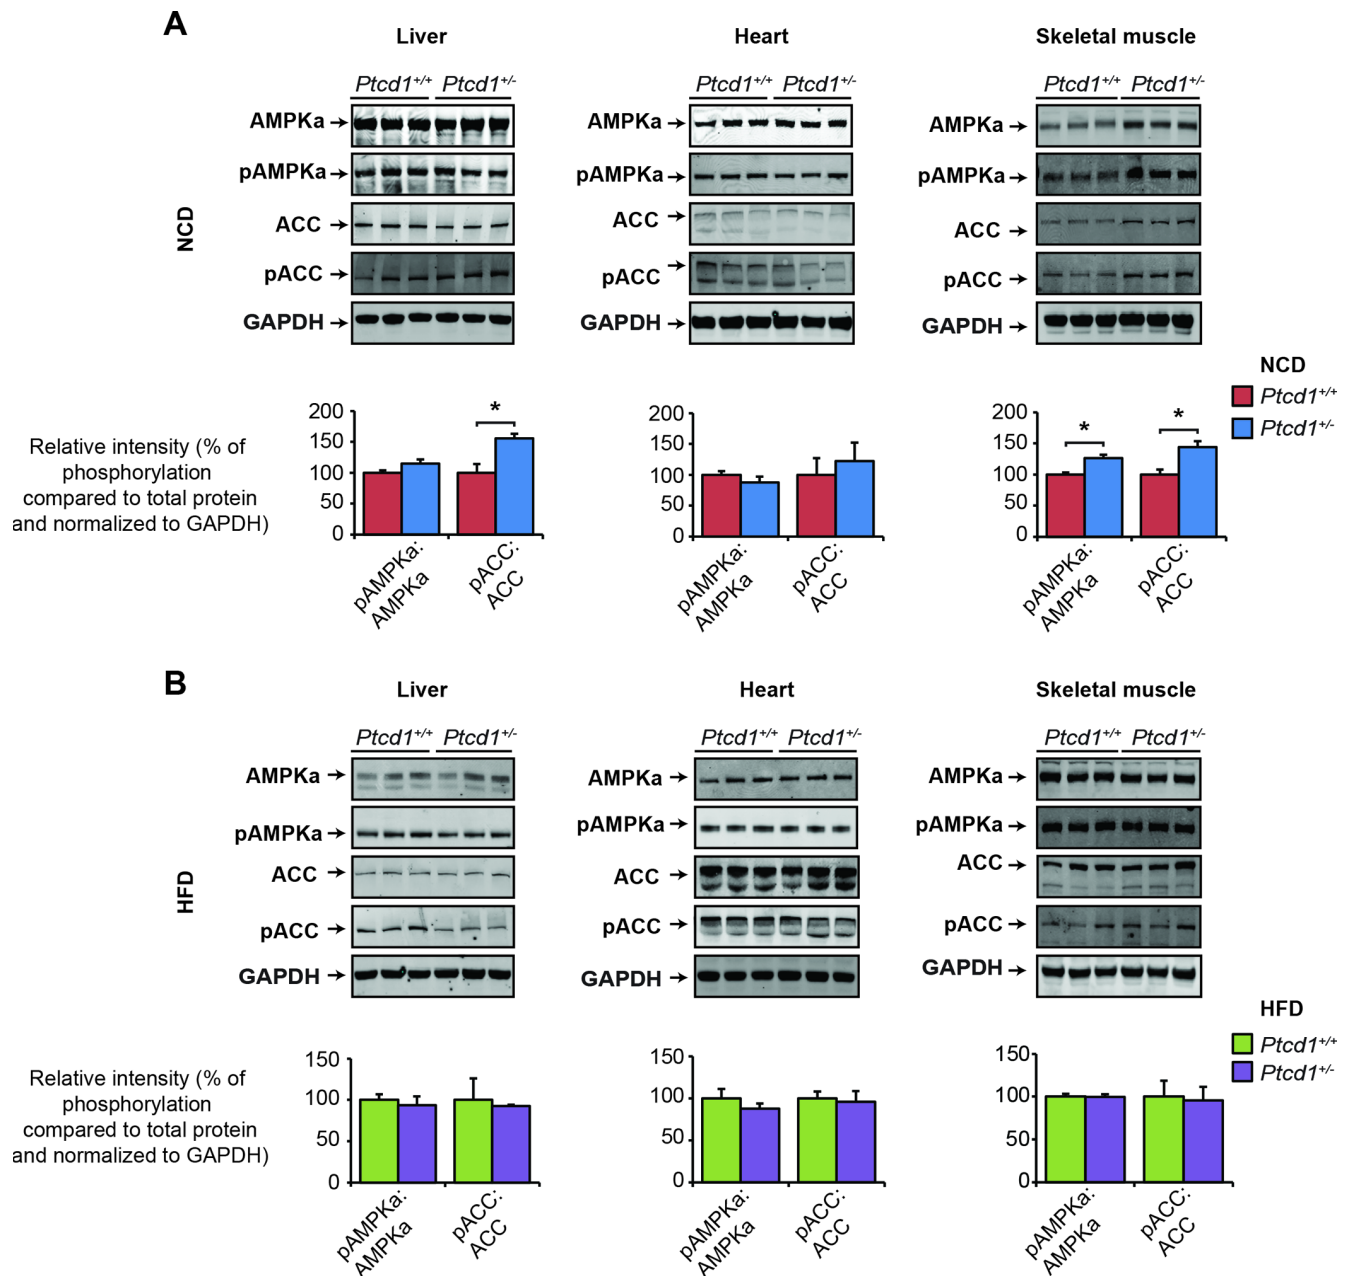 A
Liver
Heart
Skeletal muscle
Ptcd1+/+ Ptcd1+/-
Ptcd1+/+ Ptcd1+/-
Ptcd1+/+ Ptcd1+/-
NCD
AMPKa
pAMPKa
ACC
pACC
GAPDH
AMPKa
pAMPKa
ACC
pACC
GAPDH
AMPKa
pAMPKa
ACC
pACC
GAPDH
NCD
Ptcd1+/+
Ptcd1+/-
Relative intensity (% of
phosphorylation
compared to total protein
and normalized to GAPDH)
200
150
100
50
0
*
pAMPKa:
AMPKa
pACC:
ACC
200
150
100
50
0
pAMPKa:
AMPKa
pACC:
ACC
200
150
100
50
0
*
*
pAMPKa:
AMPKa
pACC:
ACC
B
Liver
Heart
Skeletal muscle
Ptcd1+/+ Ptcd1+/-
Ptcd1+/+ Ptcd1+/-
Ptcd1+/+ Ptcd1+/-
HFD
AMPKa
pAMPKa
ACC
pACC
GAPDH
AMPKa
pAMPKa
ACC
pACC
GAPDH
AMPKa
pAMPKa
ACC
pACC
GAPDH
HFD
Ptcd1+/+
Ptcd1+/-
Relative intensity (% of
phosphorylation
compared to total protein
and normalized to GAPDH)
150
100
50
0
pAMPKa:
AMPKa
pACC:
ACC
150
100
50
0
pAMPKa:
AMPKa
pACC:
ACC
150
100
50
0
pAMPKa:
AMPKa
pACC:
ACC